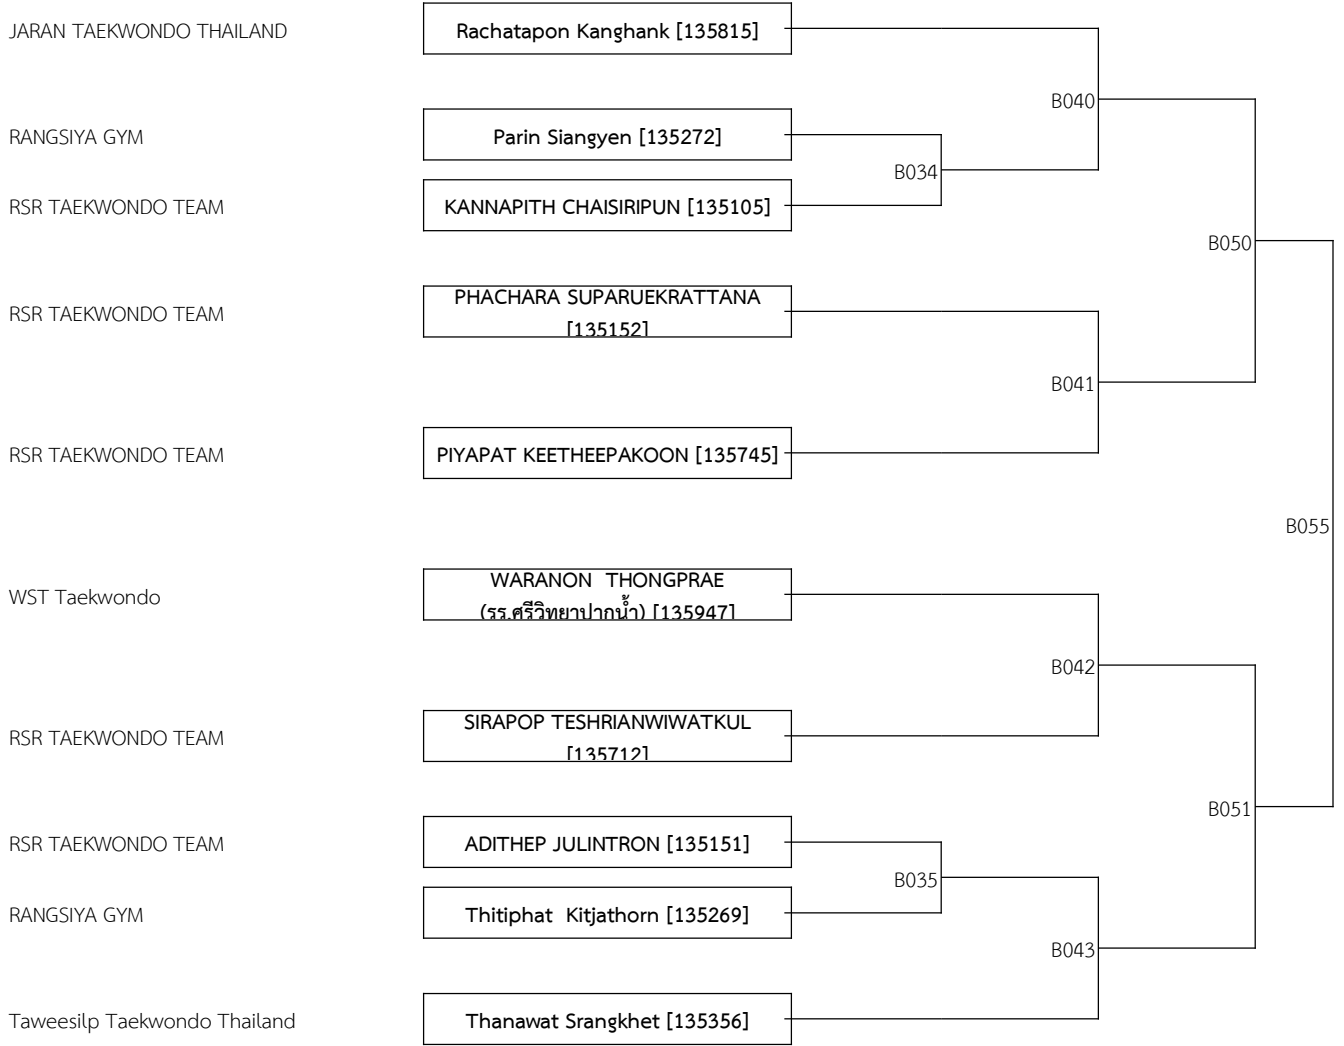 JARAN TAEKWONDO THAILAND
Rachatapon Kanghank [135815]
B040
RANGSIYA GYM
Parin Siangyen [135272]
B034
RSR TAEKWONDO TEAM
KANNAPITH CHAISIRIPUN [135105]
B050
RSR TAEKWONDO TEAM
PHACHARA SUPARUEKRATTANA
[135152]
B041
RSR TAEKWONDO TEAM
PIYAPAT KEETHEEPAKOON [135745]
B055
WST Taekwondo
WARANON  THONGPRAE
(รร.ศรีวิทยาปากน้ำ) [135947]
B042
RSR TAEKWONDO TEAM
SIRAPOP TESHRIANWIWATKUL
[135712]
B051
RSR TAEKWONDO TEAM
ADITHEP JULINTRON [135151]
B035
RANGSIYA GYM
Thitiphat  Kitjathorn [135269]
B043
Taweesilp Taekwondo Thailand
Thanawat Srangkhet [135356]